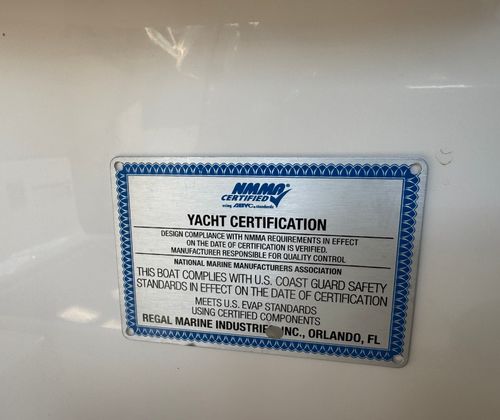 NMMA
CERTIFIED
using ABYC standards
YACHT CERTIFICATION
DESIGN COMPLIANCE WITH NMMA REQUIREMENTS IN EFFECT
ON THE DATE OF CERTIFICATION IS VERIFIED.
MANUFACTURER RESPONSIBLE FOR QUALITY CONTROL
NATIONAL MARINE MANUFACTURERS ASSOCIATION
THIS BOAT COMPLIES WITH U.S. COAST GUARD SAFETY
STANDARDS IN EFFECT ON THE DATE OF CERTIFICATION
MEETS U.S. EVAP STANDARDS
USING CERTIFIED COMPONENTS
REGAL MARINE INDUSTRIES INC., ORLANDO, FL